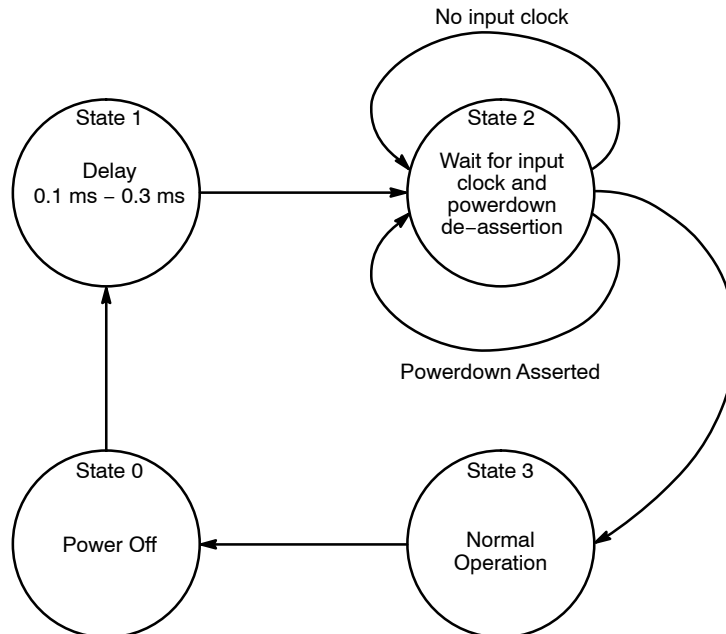 No input clock
State 1
Delay
0.1 ms − 0.3 ms
State 2
Wait for input
clock and
powerdown
de−assertion
Powerdown Asserted
State 0
Power Off
State 3
Normal
Operation